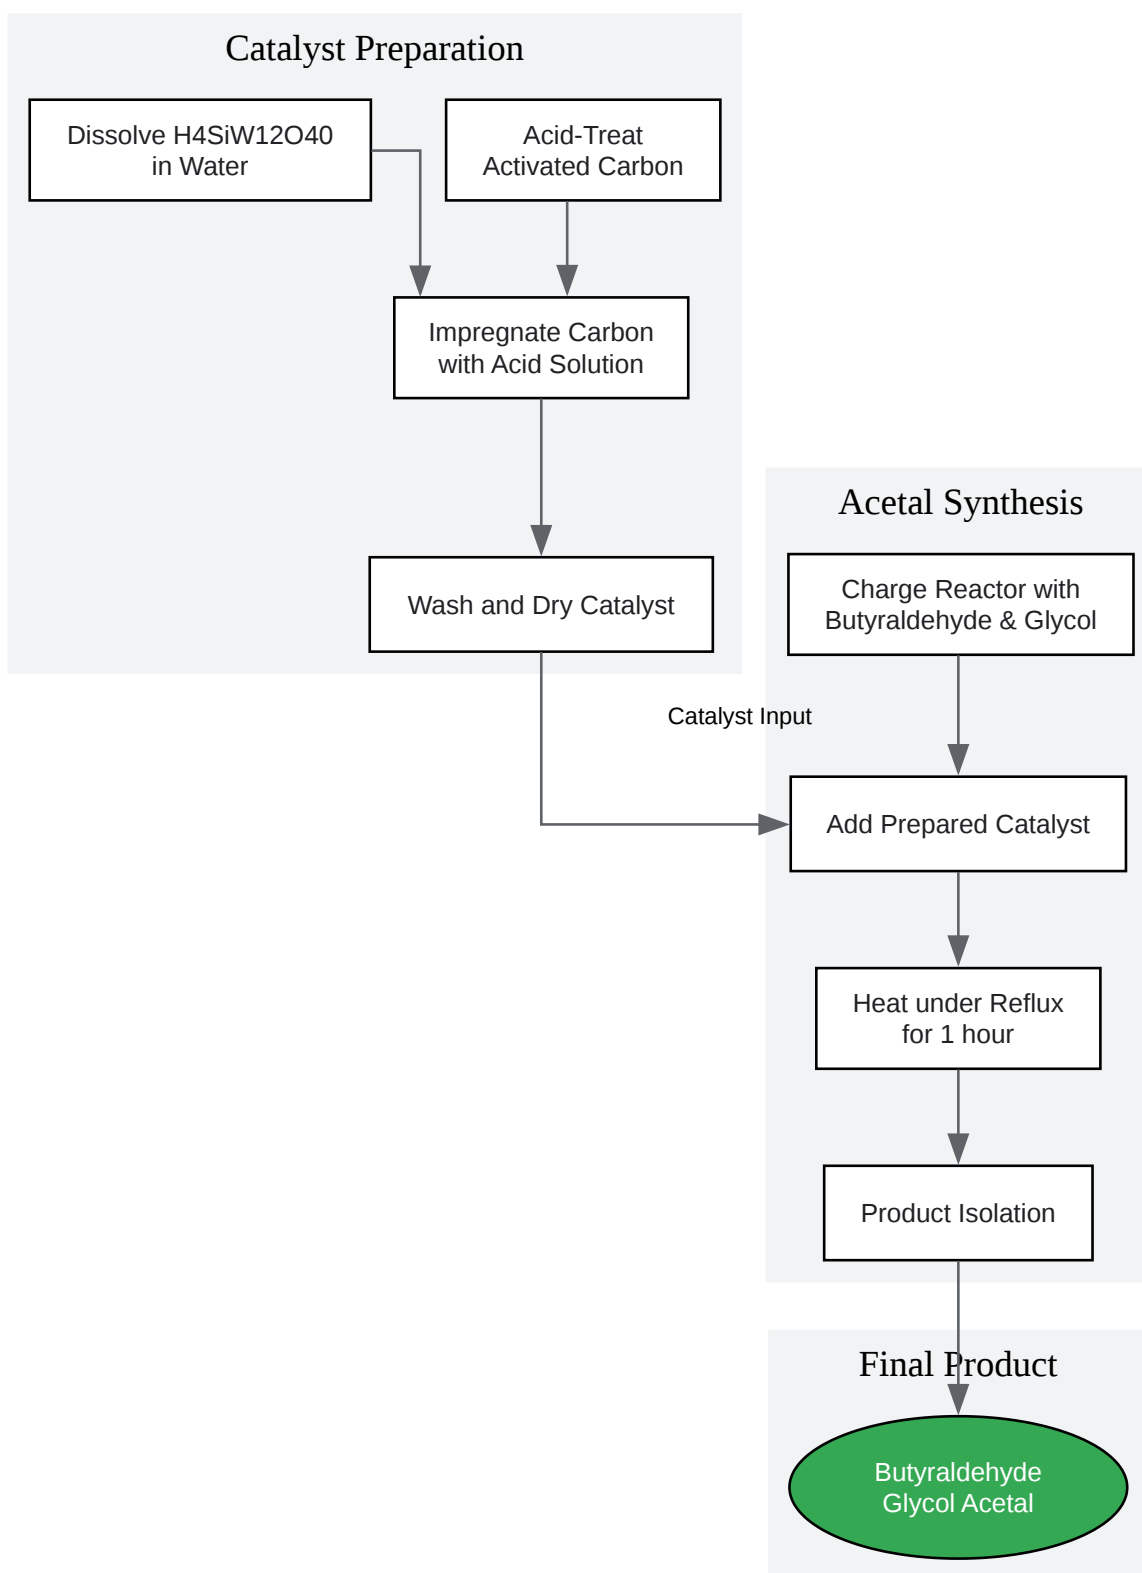 Catalyst Preparation
Dissolve H4SiW12O40
in Water
Acid-Treat
Activated Carbon
Impregnate Carbon
with Acid Solution
Wash and Dry Catalyst
Catalyst Input
Acetal Synthesis
Charge Reactor with
Butyraldehyde & Glycol
Add Prepared Catalyst
Heat under Reflux
for 1 hour
Product Isolation
Final Product
Butyraldehyde
Glycol Acetal